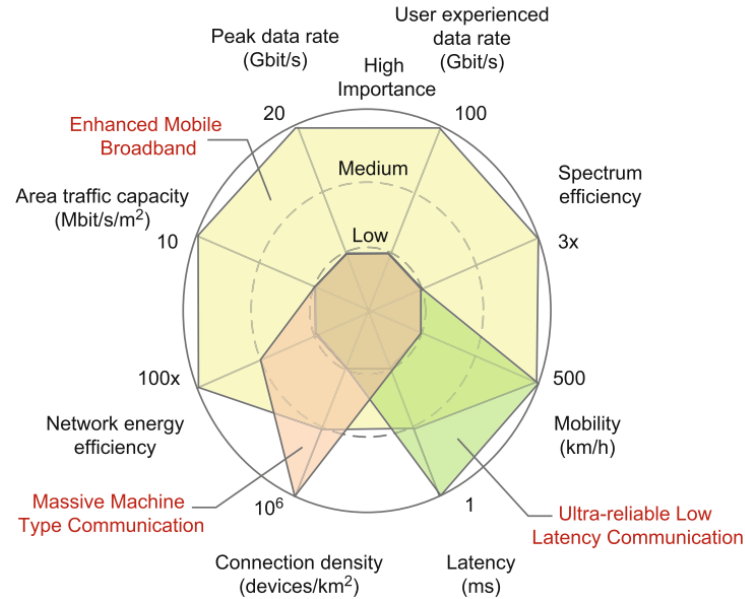 Peak data rate
(Gbit/s)
User experienced
data rate
(Gbit/s)
High
Importance
20
100
Enhanced Mobile
Broadband
Medium
Spectrum
efficiency
Area traffic capacity
(Mbit/s/m²)
Low
10
3x
100x
500
Network energy
efficiency
Mobility
(km/h)
Massive Machine
Type Communication
10⁶
1
Ultra-reliable Low
Latency Communication
Connection density
(devices/km²)
Latency
(ms)